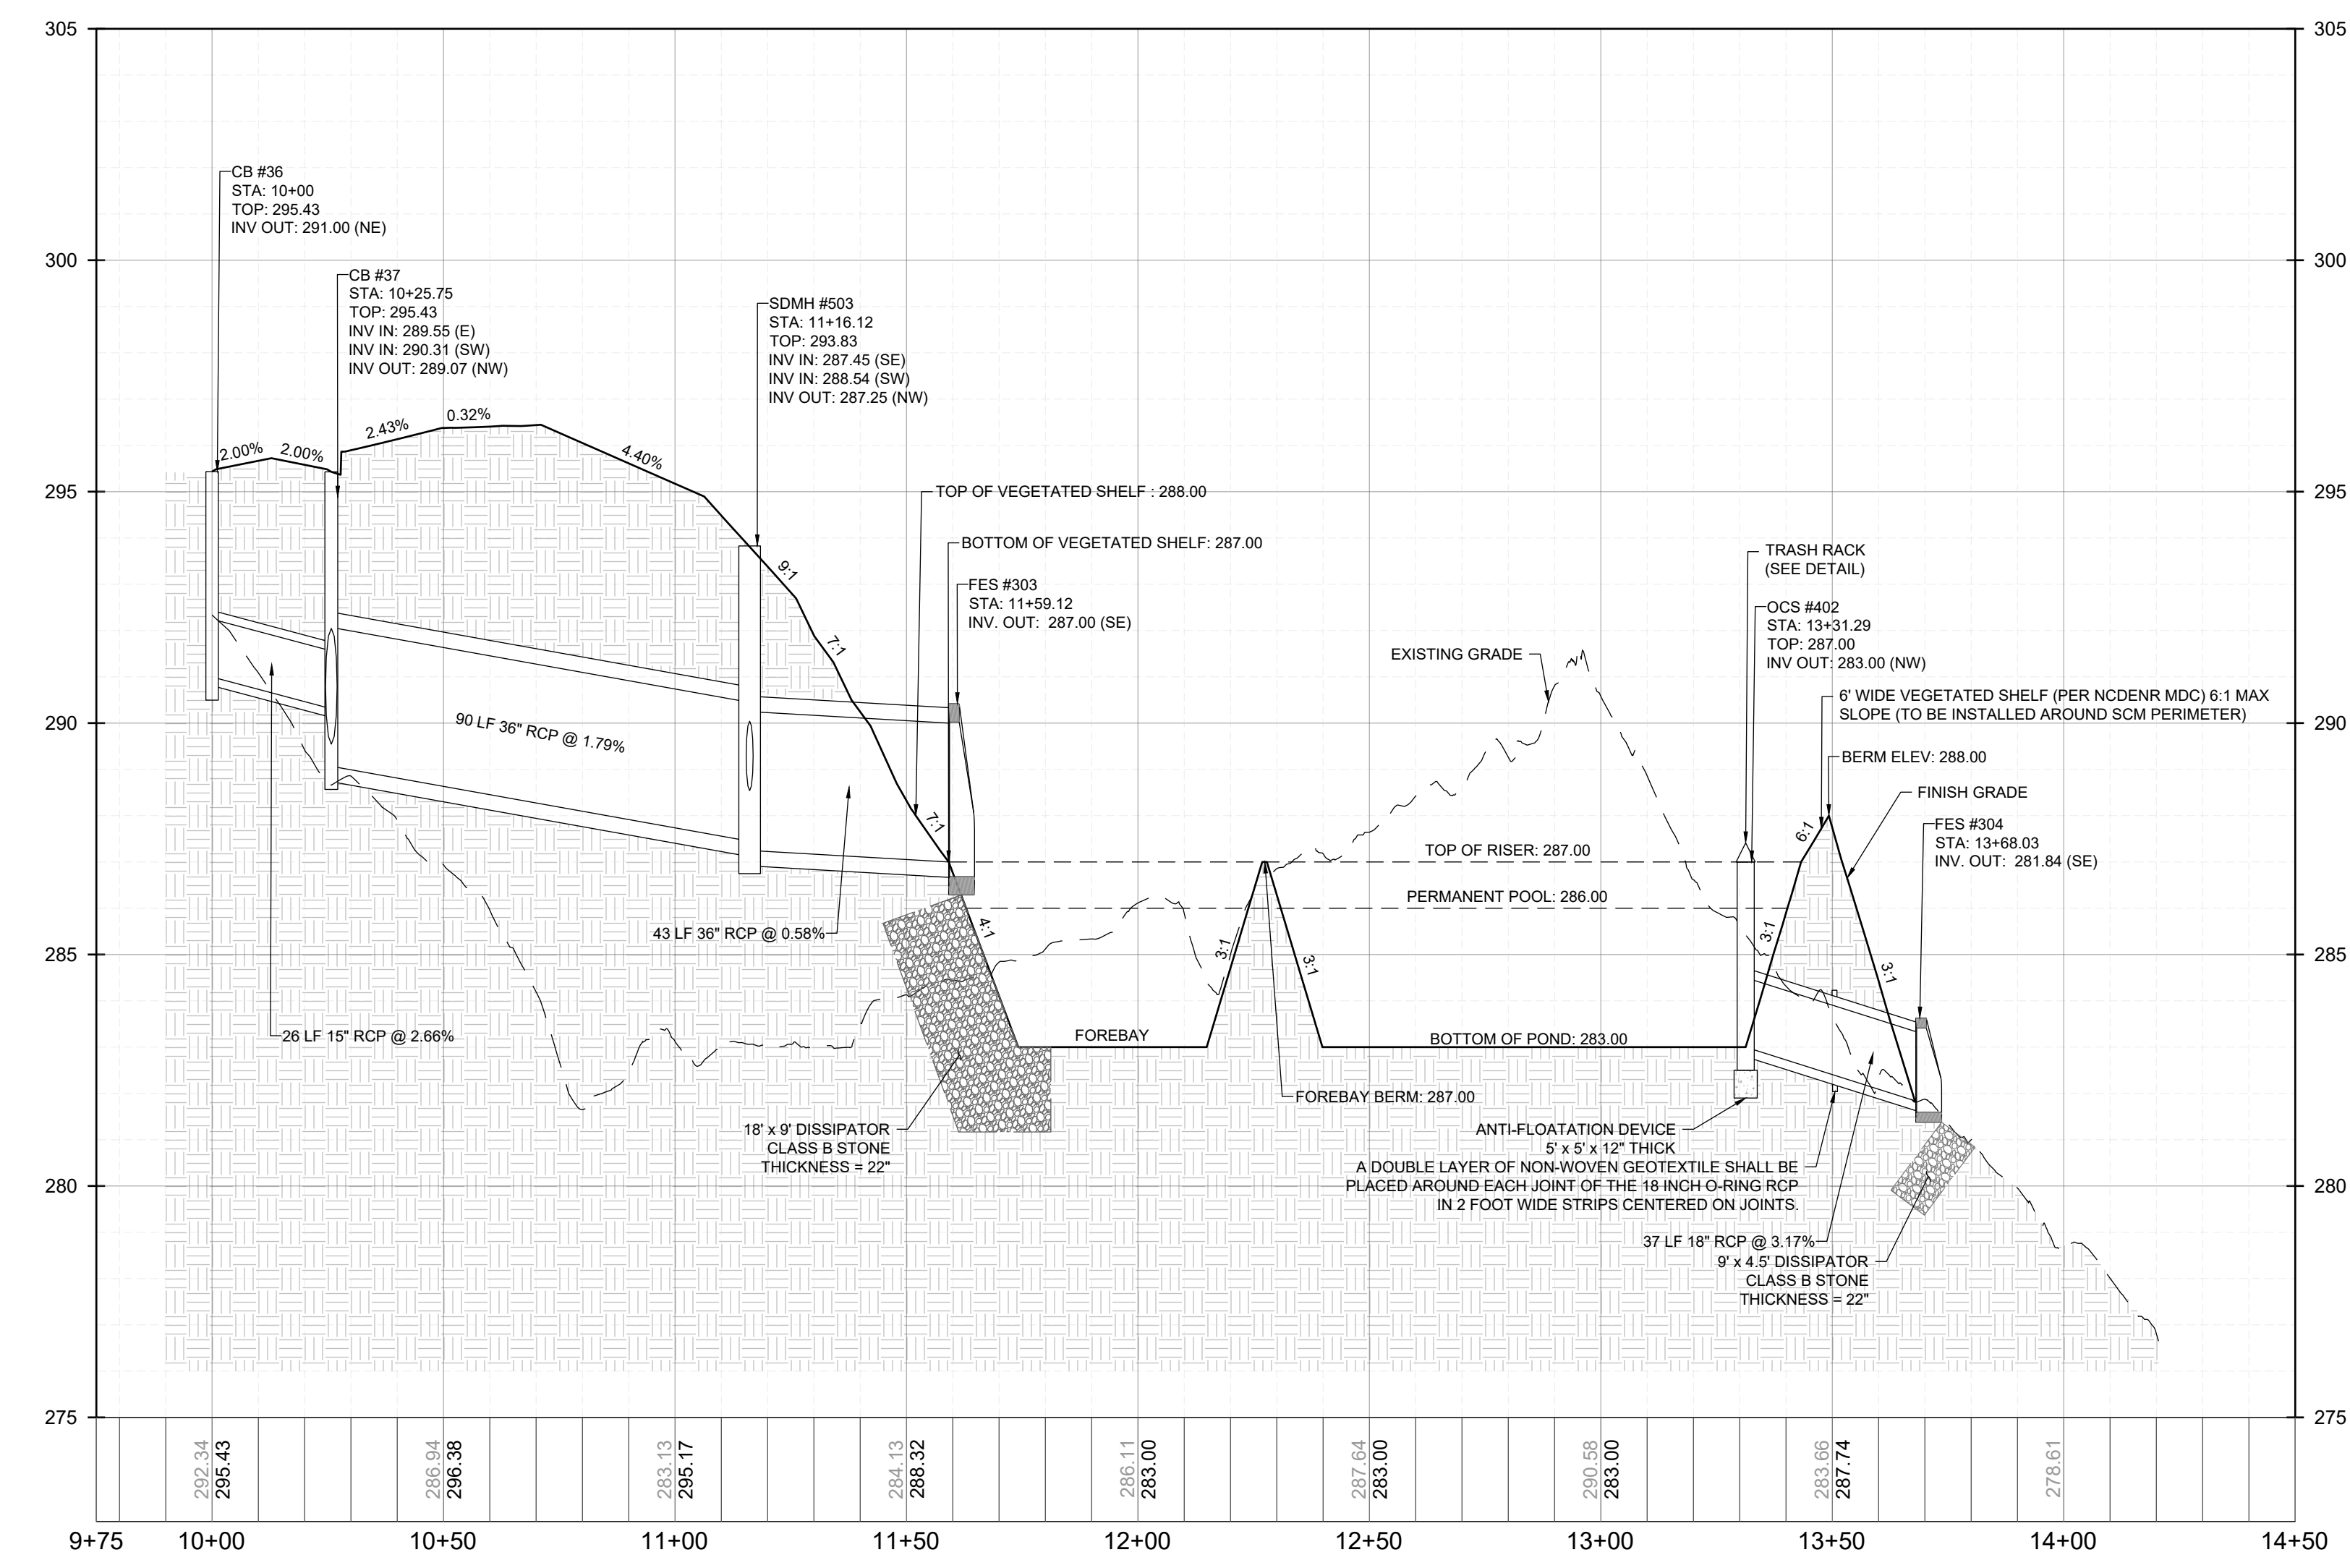 305
305
CB #36
STA: 10+00
TOP: 295.43
INV OUT: 291.00 (NE)
300
300
CB #37
STA: 10+25.75
TOP: 295.43
INV IN: 289.55 (E)
INV IN: 290.31 (SW)
INV OUT: 289.07 (NW)
SDMH #503
STA: 11+16.12
TOP: 293.83
INV IN: 287.45 (SE)
INV IN: 288.54 (SW)
INV OUT: 287.25 (NW)
2.00%
2.00%
2.43%
0.32%
4.40%
295
295
TOP OF VEGETATED SHELF : 288.00
BOTTOM OF VEGETATED SHELF: 287.00
FES #303
STA: 11+59.12
INV. OUT: 287.00 (SE)
9:1
7:1
7:1
TRASH RACK
(SEE DETAIL)
OCS #402
STA: 13+31.29
TOP: 287.00
INV OUT: 283.00 (NW)
EXISTING GRADE
6' WIDE VEGETATED SHELF (PER NCDENR MDC) 6:1 MAX
SLOPE (TO BE INSTALLED AROUND SCM PERIMETER)
290
290
90 LF 36" RCP @ 1.79%
BERM ELEV: 288.00
FINISH GRADE
FES #304
STA: 13+68.03
INV. OUT: 281.84 (SE)
6:1
TOP OF RISER: 287.00
PERMANENT POOL: 286.00
43 LF 36" RCP @ 0.58%
4:1
3:1
3:1
3:1
3:1
285
285
26 LF 15" RCP @ 2.66%
FOREBAY
BOTTOM OF POND: 283.00
FOREBAY BERM: 287.00
18' x 9' DISSIPATOR
CLASS B STONE
THICKNESS = 22"
ANTI-FLOATATION DEVICE
5' x 5' x 12" THICK
A DOUBLE LAYER OF NON-WOVEN GEOTEXTILE SHALL BE
PLACED AROUND EACH JOINT OF THE 18 INCH O-RING RCP
IN 2 FOOT WIDE STRIPS CENTERED ON JOINTS.
280
280
37 LF 18" RCP @ 3.17%
9' x 4.5' DISSIPATOR
CLASS B STONE
THICKNESS = 22"
275
275
292.34
295.43
286.94
296.38
283.13
295.17
284.13
288.32
286.11
283.00
287.64
283.00
290.58
283.00
283.66
287.74
278.61
9+75
10+00
10+50
11+00
11+50
12+00
12+50
13+00
13+50
14+00
14+50